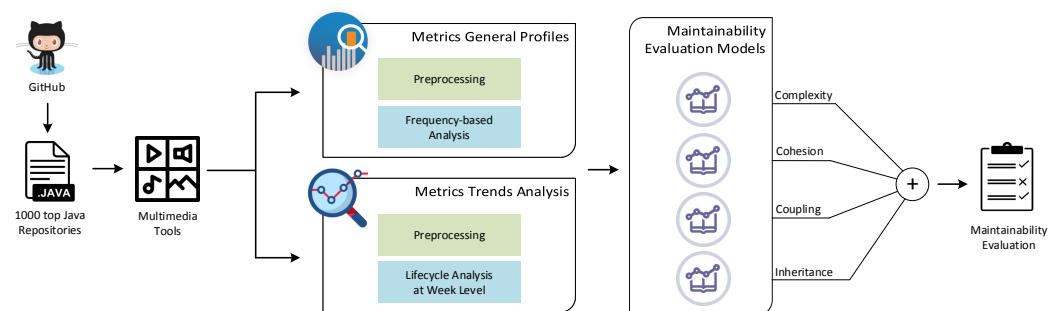 GitHub
.JAVA
1000 top Java
Repositories
Multimedia
Tools
Metrics General Profiles
Preprocessing
Frequency-based
Analysis
Metrics Trends Analysis
Preprocessing
Lifecycle Analysis
at Week Level
Maintainability
Evaluation Models
Complexity
Cohesion
Coupling
Inheritance
+
Maintainability
Evaluation